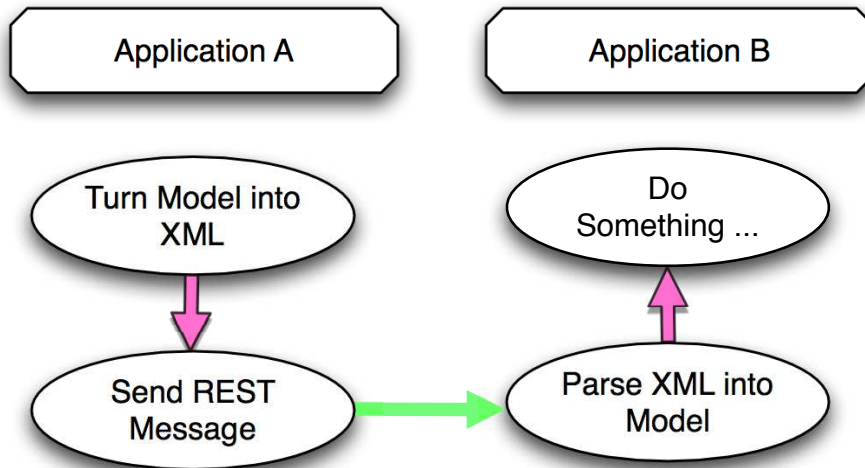 Application A
Application B
Turn Model into
XML
Do
Something ...
Send REST
Message
Parse XML into
Model